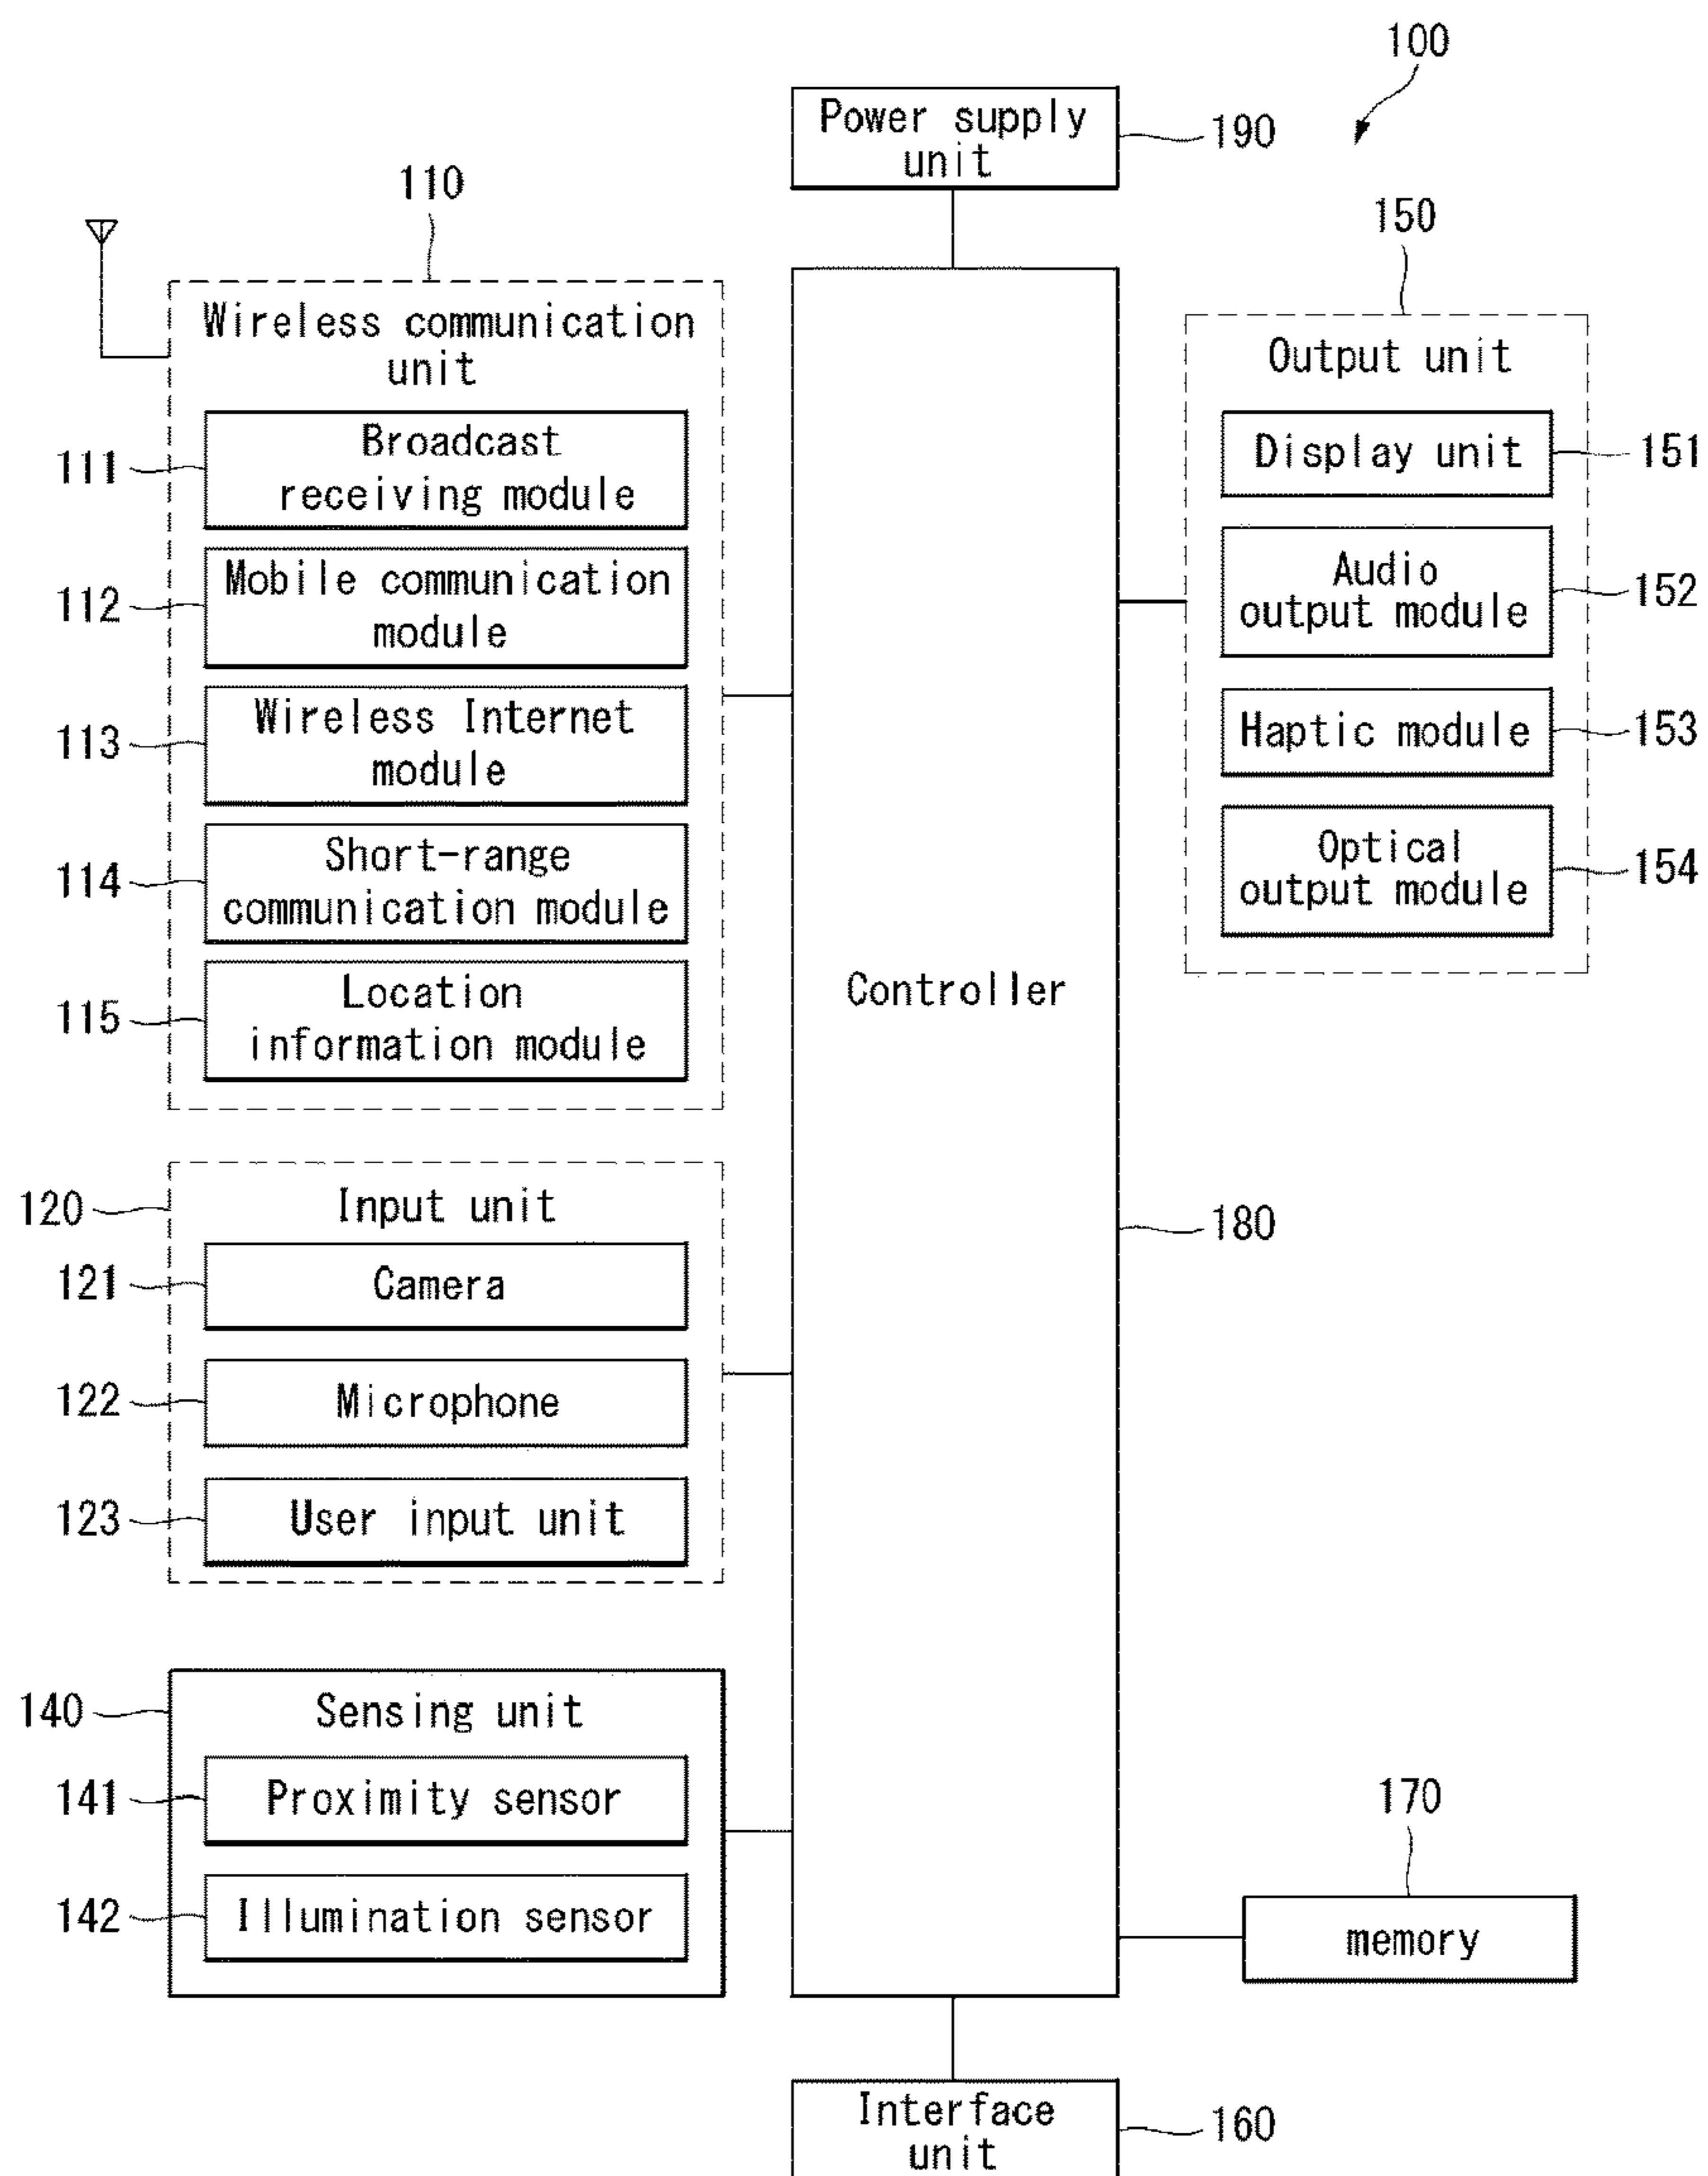 100
Power supply
unit
190
110
150
Wireless communication
unit
Output unit
111
Broadcast
receiving module
Display unit
151
112
Mobile communication
module
Audio
output module
152
113
Wireless Internet
module
Haptic module
153
114
Short-range
communication module
Optical
output module
154
115
Location
information module
Controller
120
Input unit
180
121
Camera
122
Microphone
123
User input unit
140
Sensing unit
141
Proximity sensor
170
142
Illumination sensor
memory
Interface
unit
160